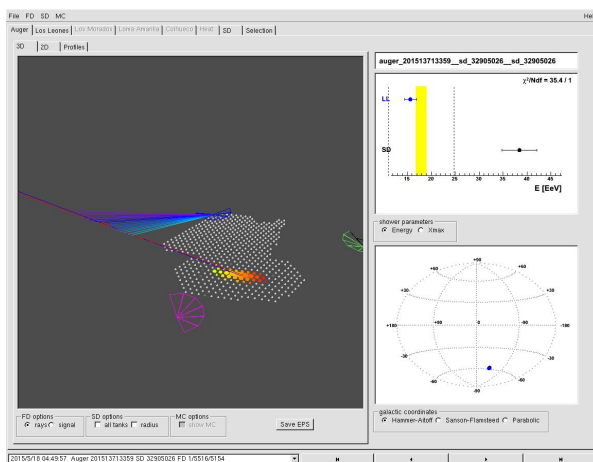 File FD SD MC Hel
Auger Los Leones Los Morados Loma Amarilla Coihueco Heat SD Selection
3D 2D Profiles
auger_201513713359__sd_32905026__sd_32905026
χ²/Ndf = 35.4 / 1
LL
SD
15 20 25 30 35 40 45
E [EeV]
shower parameters
Energy Xmax
+90
+60 +60
+30 +30
+180 +90 -0 -90 -180
-30 -30
-60 -60
-90
FD options SD options MC options
rays signal all tanks radius show MC Save EPS
galactic coordinates
Hammer-Aitoff Sanson-Flamsteed Parabolic
2015/5/18 04:49:57 Auger 201513713359 SD 32905026 FD 1/5516/5154